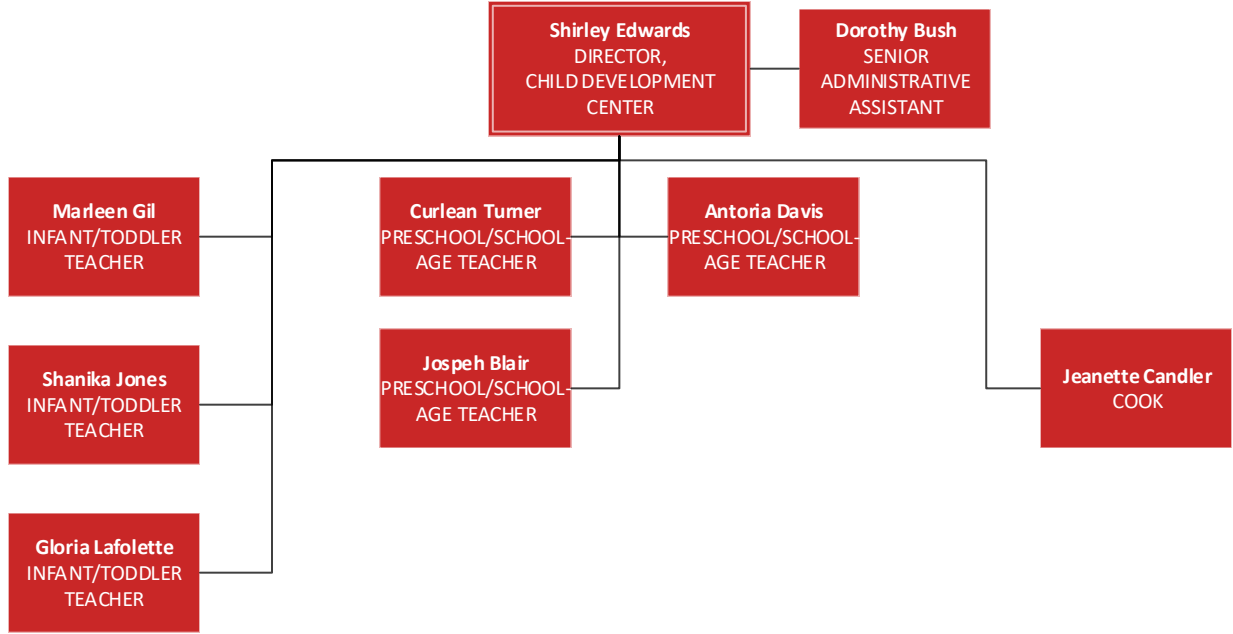 Shirley Edwards
DIRECTOR,
CHILD DEVELOPMENT
CENTER
Dorothy Bush
SENIOR
ADMINISTRATIVE
ASSISTANT
Marleen Gil
INFANT/TODDLER
TEACHER
Curlean Turner
PRESCHOOL/SCHOOL-
AGE TEACHER
Antoria Davis
PRESCHOOL/SCHOOL-
AGE TEACHER
Shanika Jones
INFANT/TODDLER
TEACHER
Jospeh Blair
PRESCHOOL/SCHOOL-
AGE TEACHER
Jeanette Candler
COOK
Gloria Lafolette
INFANT/TODDLER
TEACHER